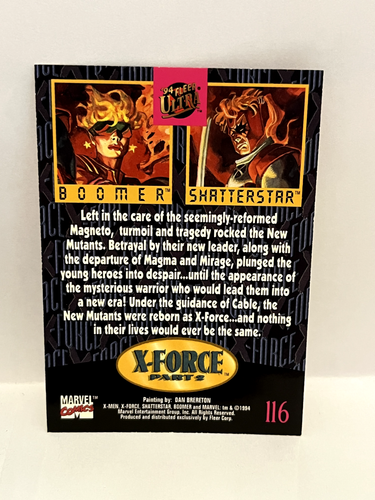 '94 FLEER
ULTRA
BOOMER™ SHATTERSTAR™
Left in the care of the seemingly-reformed
Magneto, turmoil and tragedy rocked the New
Mutants. Betrayal by their new leader, along with
the departure of Magma and Mirage, plunged the
young heroes into despair...until the appearance of
the mysterious warrior who would lead them into
a new era! Under the guidance of Cable, the
New Mutants were reborn as X-Force...and nothing
in their lives would ever be the same.
X-FORCE™
PART 2
MARVEL™
COMICS
Painting by: DAN BRERETON
X-MEN, X-FORCE, SHATTERSTAR, BOOMER and MARVEL: tm & ©1994
Marvel Entertainment Group, Inc. All Rights Reserved.
Produced and distributed exclusively by Fleer Corp.
116